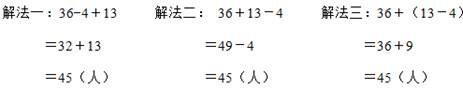 解法一：36-4+13 解法二： 36+13-4 解法三：36+（13-4）
=32+13 =49-4 =36+9
=45（人） =45（人） =45（人）